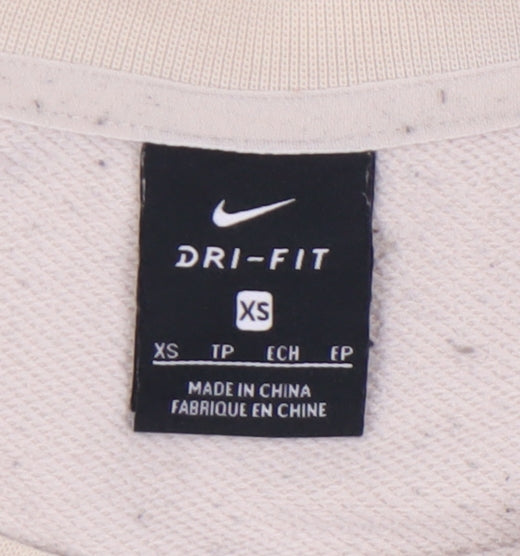 DRI-FIT
XS
XS TP ECH EP
MADE IN CHINA
FABRIQUE EN CHINE